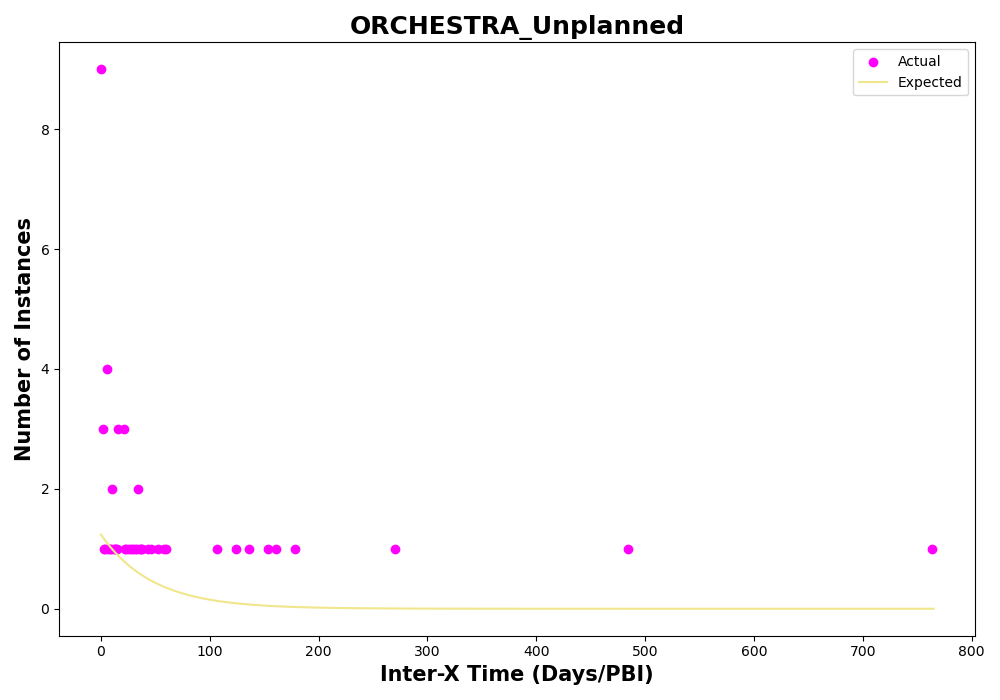 ORCHESTRA_Unplanned
Actual
Expected
8
6
4
2
0
Number of Instances
0 100 200 300 400 500 600 700 800
Inter-X Time (Days/PBI)